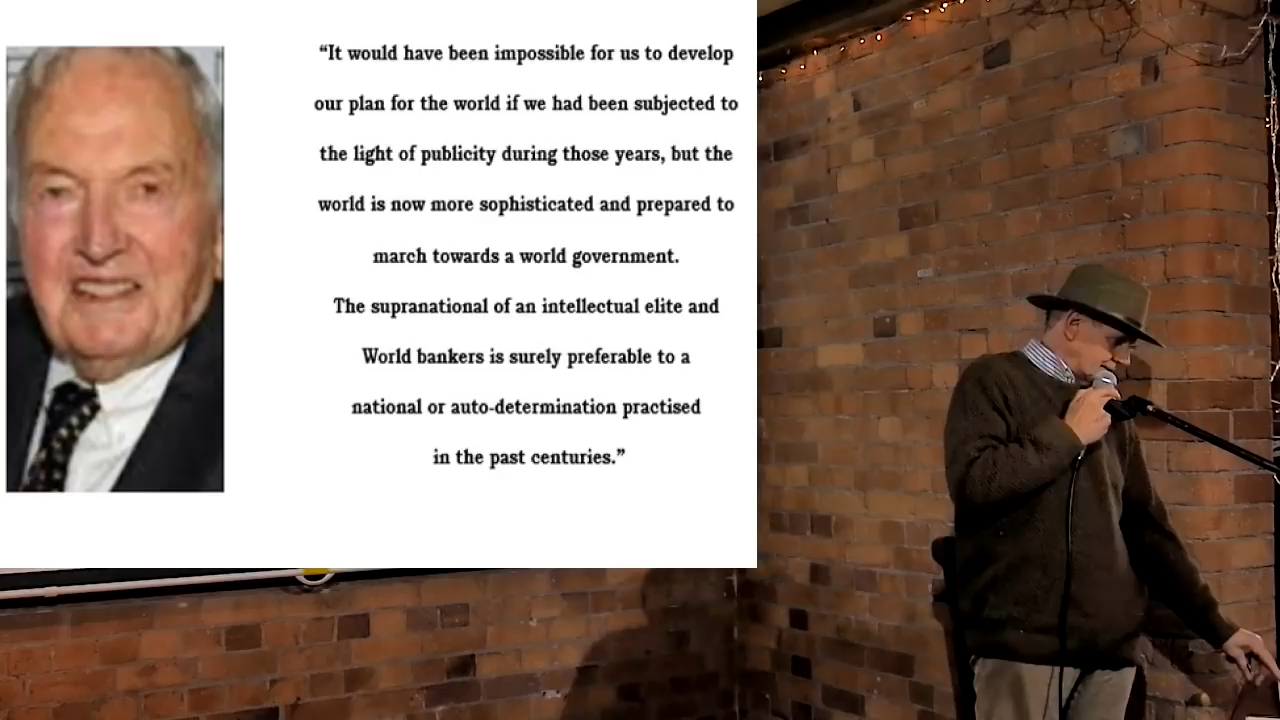 “It would have been impossible for us to develop
our plan for the world if we had been subjected to
the light of publicity during those years, but the
world is now more sophisticated and prepared to
march towards a world government.
The supranational of an intellectual elite and
World bankers is surely preferable to a
national or auto-determination practised
in the past centuries.”